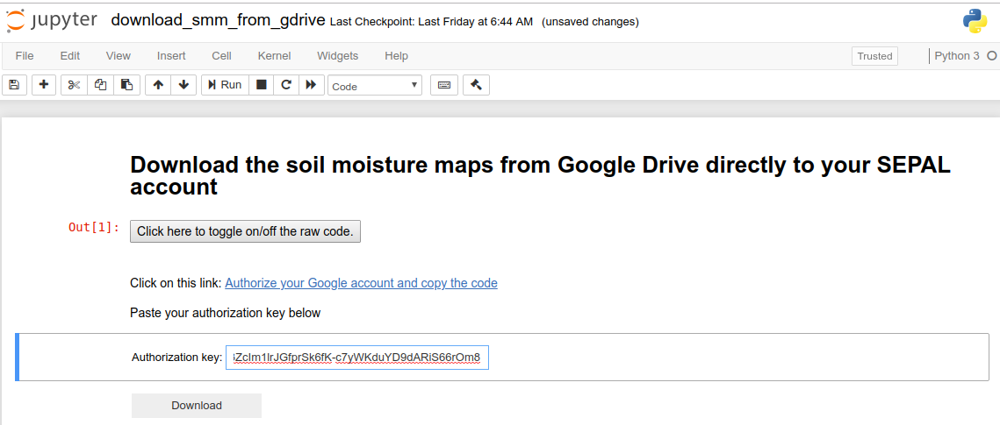 jupyter download_smm_from_gdrive Last Checkpoint: Last Friday at 6:44 AM (unsaved changes)
File Edit View Insert Cell Kernel Widgets Help Trusted Python 3
Run Code
Download the soil moisture maps from Google Drive directly to your SEPAL
account
Out[1]: Click here to toggle on/off the raw code.
Click on this link: Authorize your Google account and copy the code
Paste your authorization key below
Authorization key:
Download